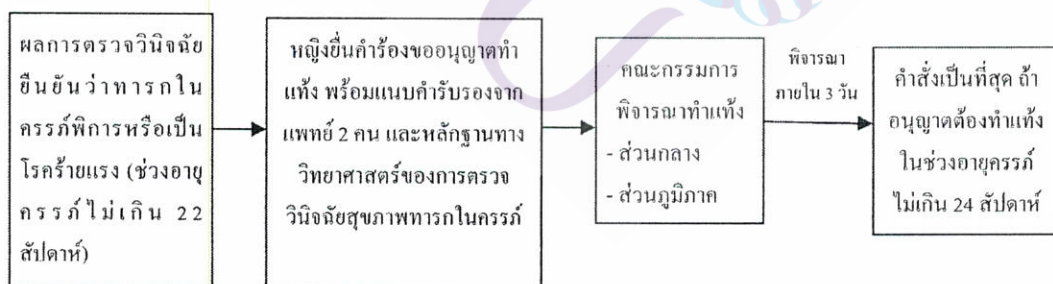 ผลการตรวจวินิจฉัย
ยืนยันว่าทารกใน
ครรภ์พิการหรือเป็น
โรคร้ายแรง (ช่วงอายุ
ครรภ์ไม่เกิน 22
สัปดาห์)
หญิงยื่นคำร้องขออนุญาตทำ
แท้ง พร้อมแนบคำรับรองจาก
แพทย์ 2 คน และหลักฐานทาง
วิทยาศาสตร์ของการตรวจ
วินิจฉัยสุขภาพทารกในครรภ์
คณะกรรมการ
พิจารณาทำแท้ง
- ส่วนกลาง
- ส่วนภูมิภาค
พิจารณา
ภายใน 3 วัน
คำสั่งเป็นที่สุด ถ้า
อนุญาตต้องทำแท้ง
ในช่วงอายุครรภ์
ไม่เกิน 24 สัปดาห์